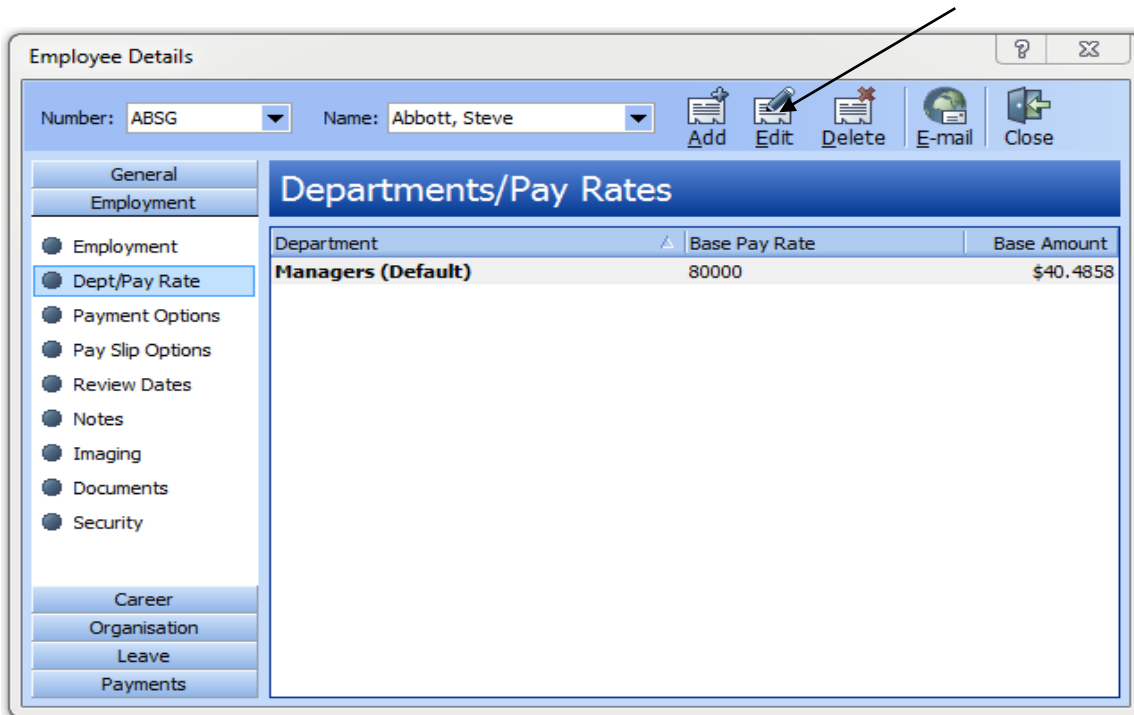 Employee Details
Number: ABSG Name: Abbott, Steve Add Edit Delete E-mail Close
General
Employment
Departments/Pay Rates
Employment
Dept/Pay Rate
Payment Options
Pay Slip Options
Review Dates
Notes
Imaging
Documents
Security
Career
Organisation
Leave
Payments
Department Base Pay Rate Base Amount
Managers (Default) 80000 $40.4858